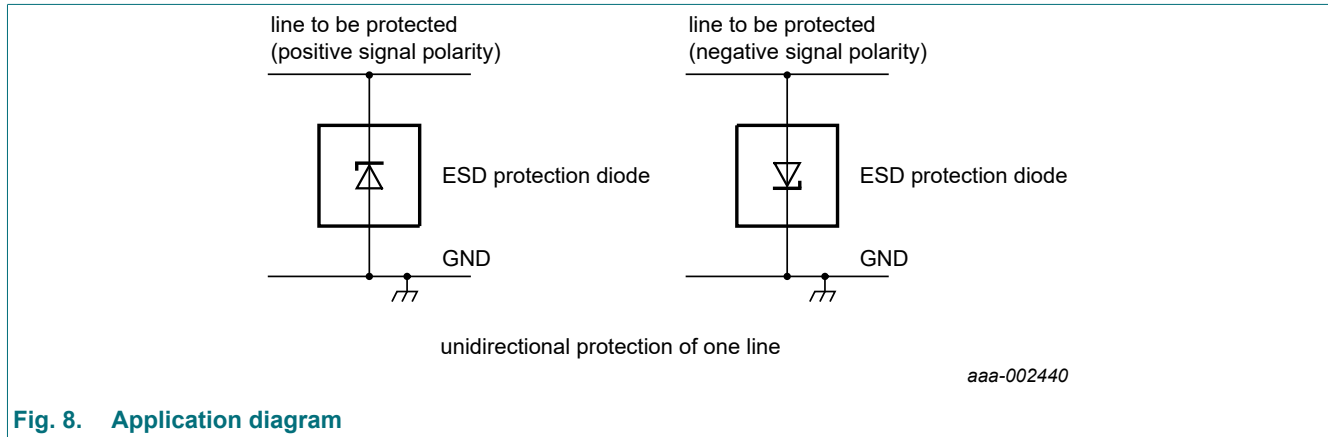 line to be protected
(positive signal polarity)
line to be protected
(negative signal polarity)
ESD protection diode
ESD protection diode
GND
GND
unidirectional protection of one line
aaa-002440
Fig. 8. Application diagram